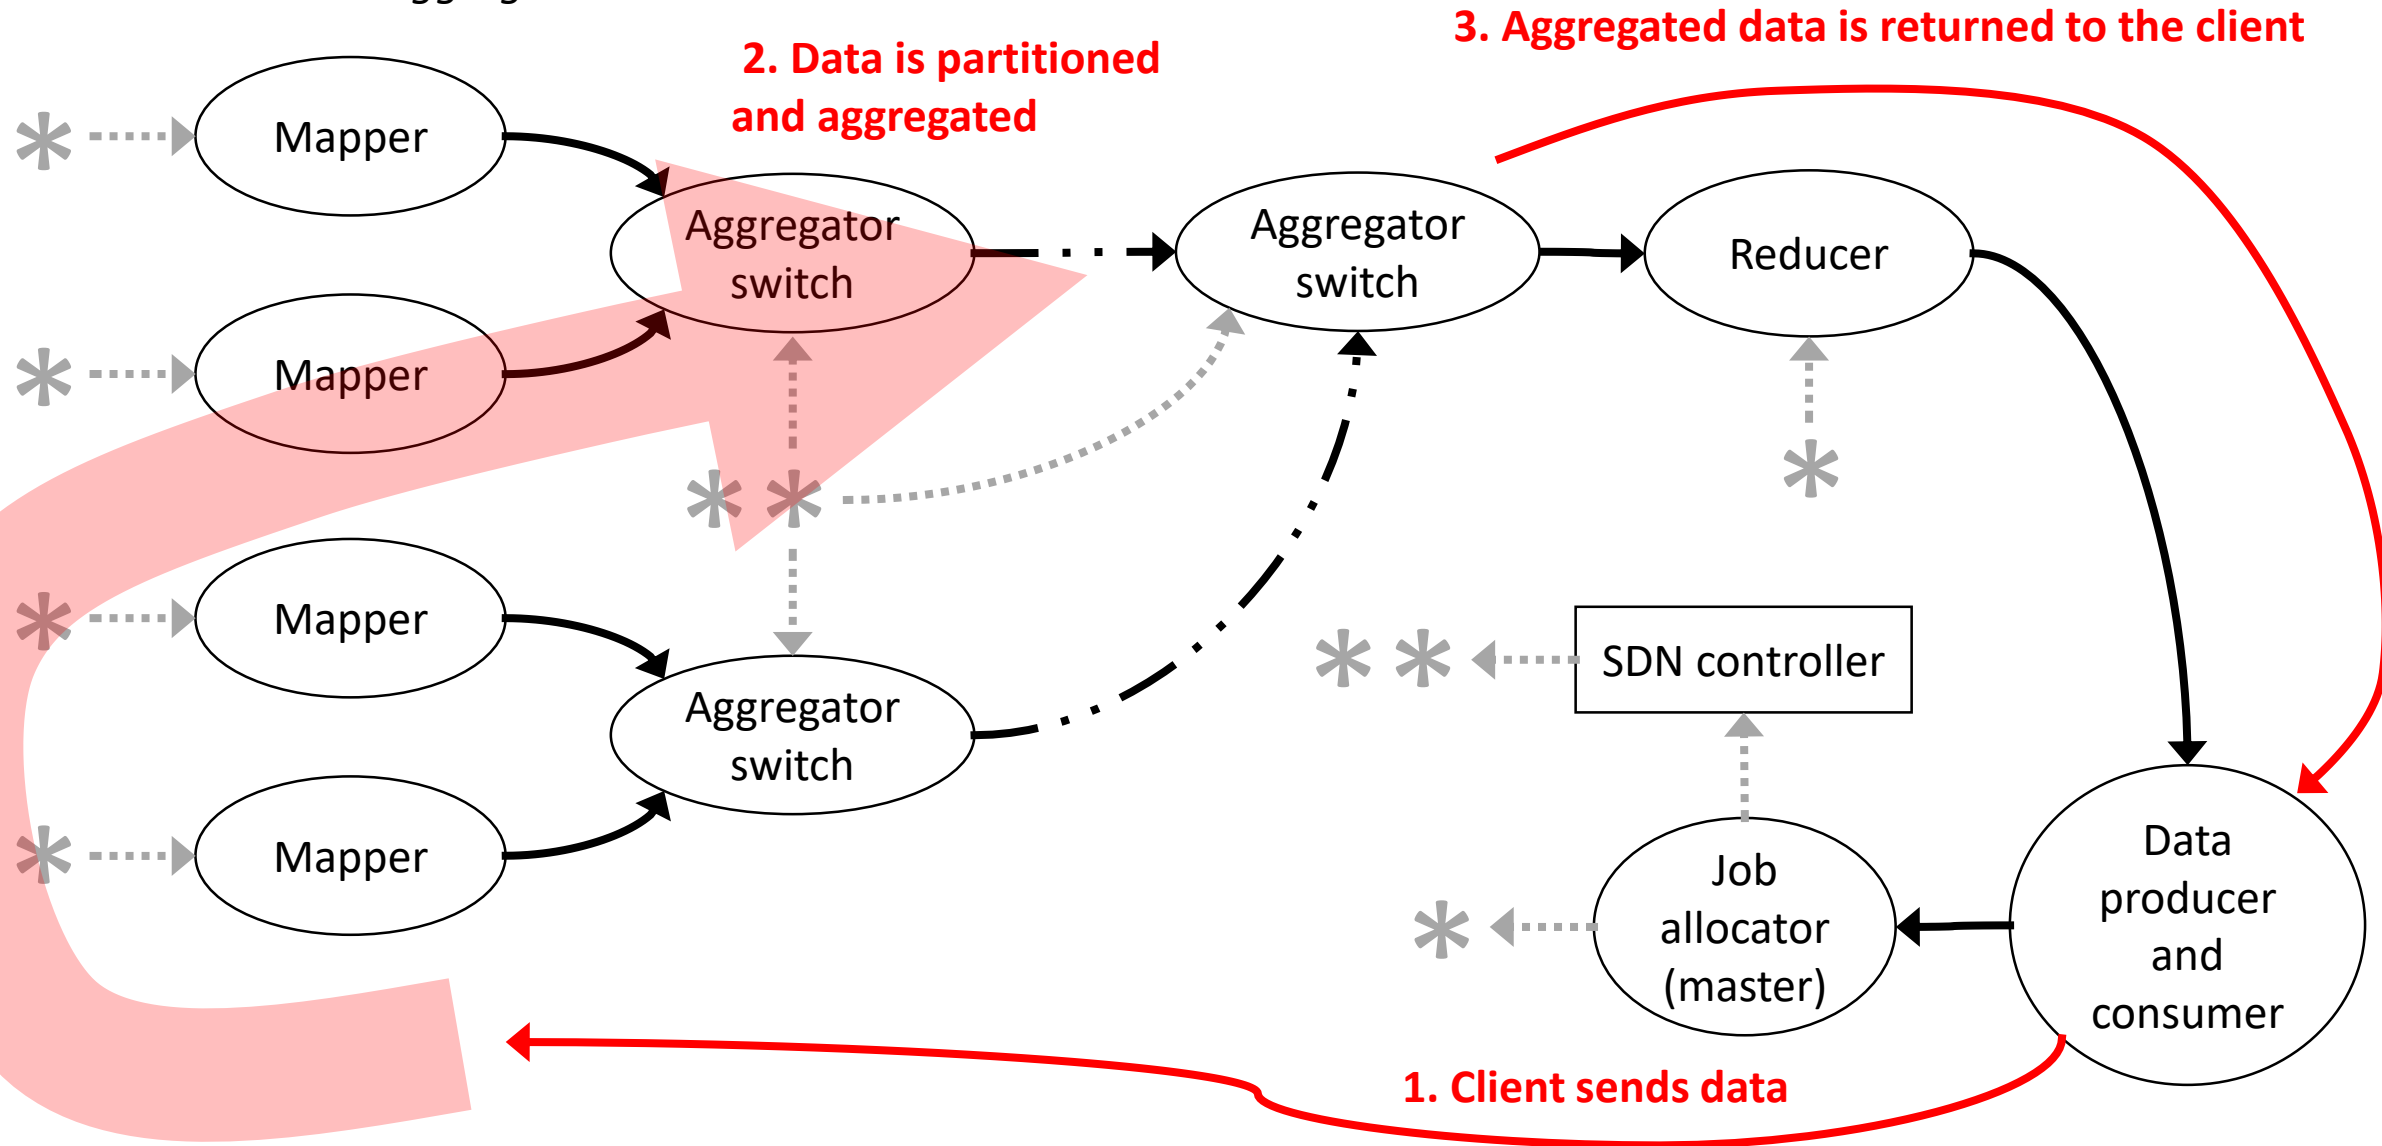 3. Aggregated data is returned to the client
2. Data is partitioned
and aggregated
Mapper
Aggregator
switch
Aggregator
switch
Reducer
Mapper
*
*
*
* *
*
Mapper
*
SDN controller
* *
Aggregator
switch
Mapper
*
Job
allocator
(master)
*
Data
producer
and
consumer
1. Client sends data